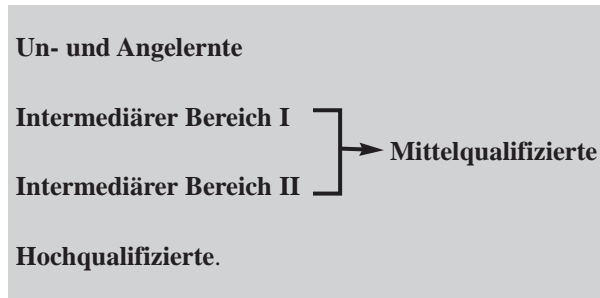 Un- und Angelernte
Intermediärer Bereich I
Mittelqualifizierte
Intermediärer Bereich II
Hochqualifizierte.